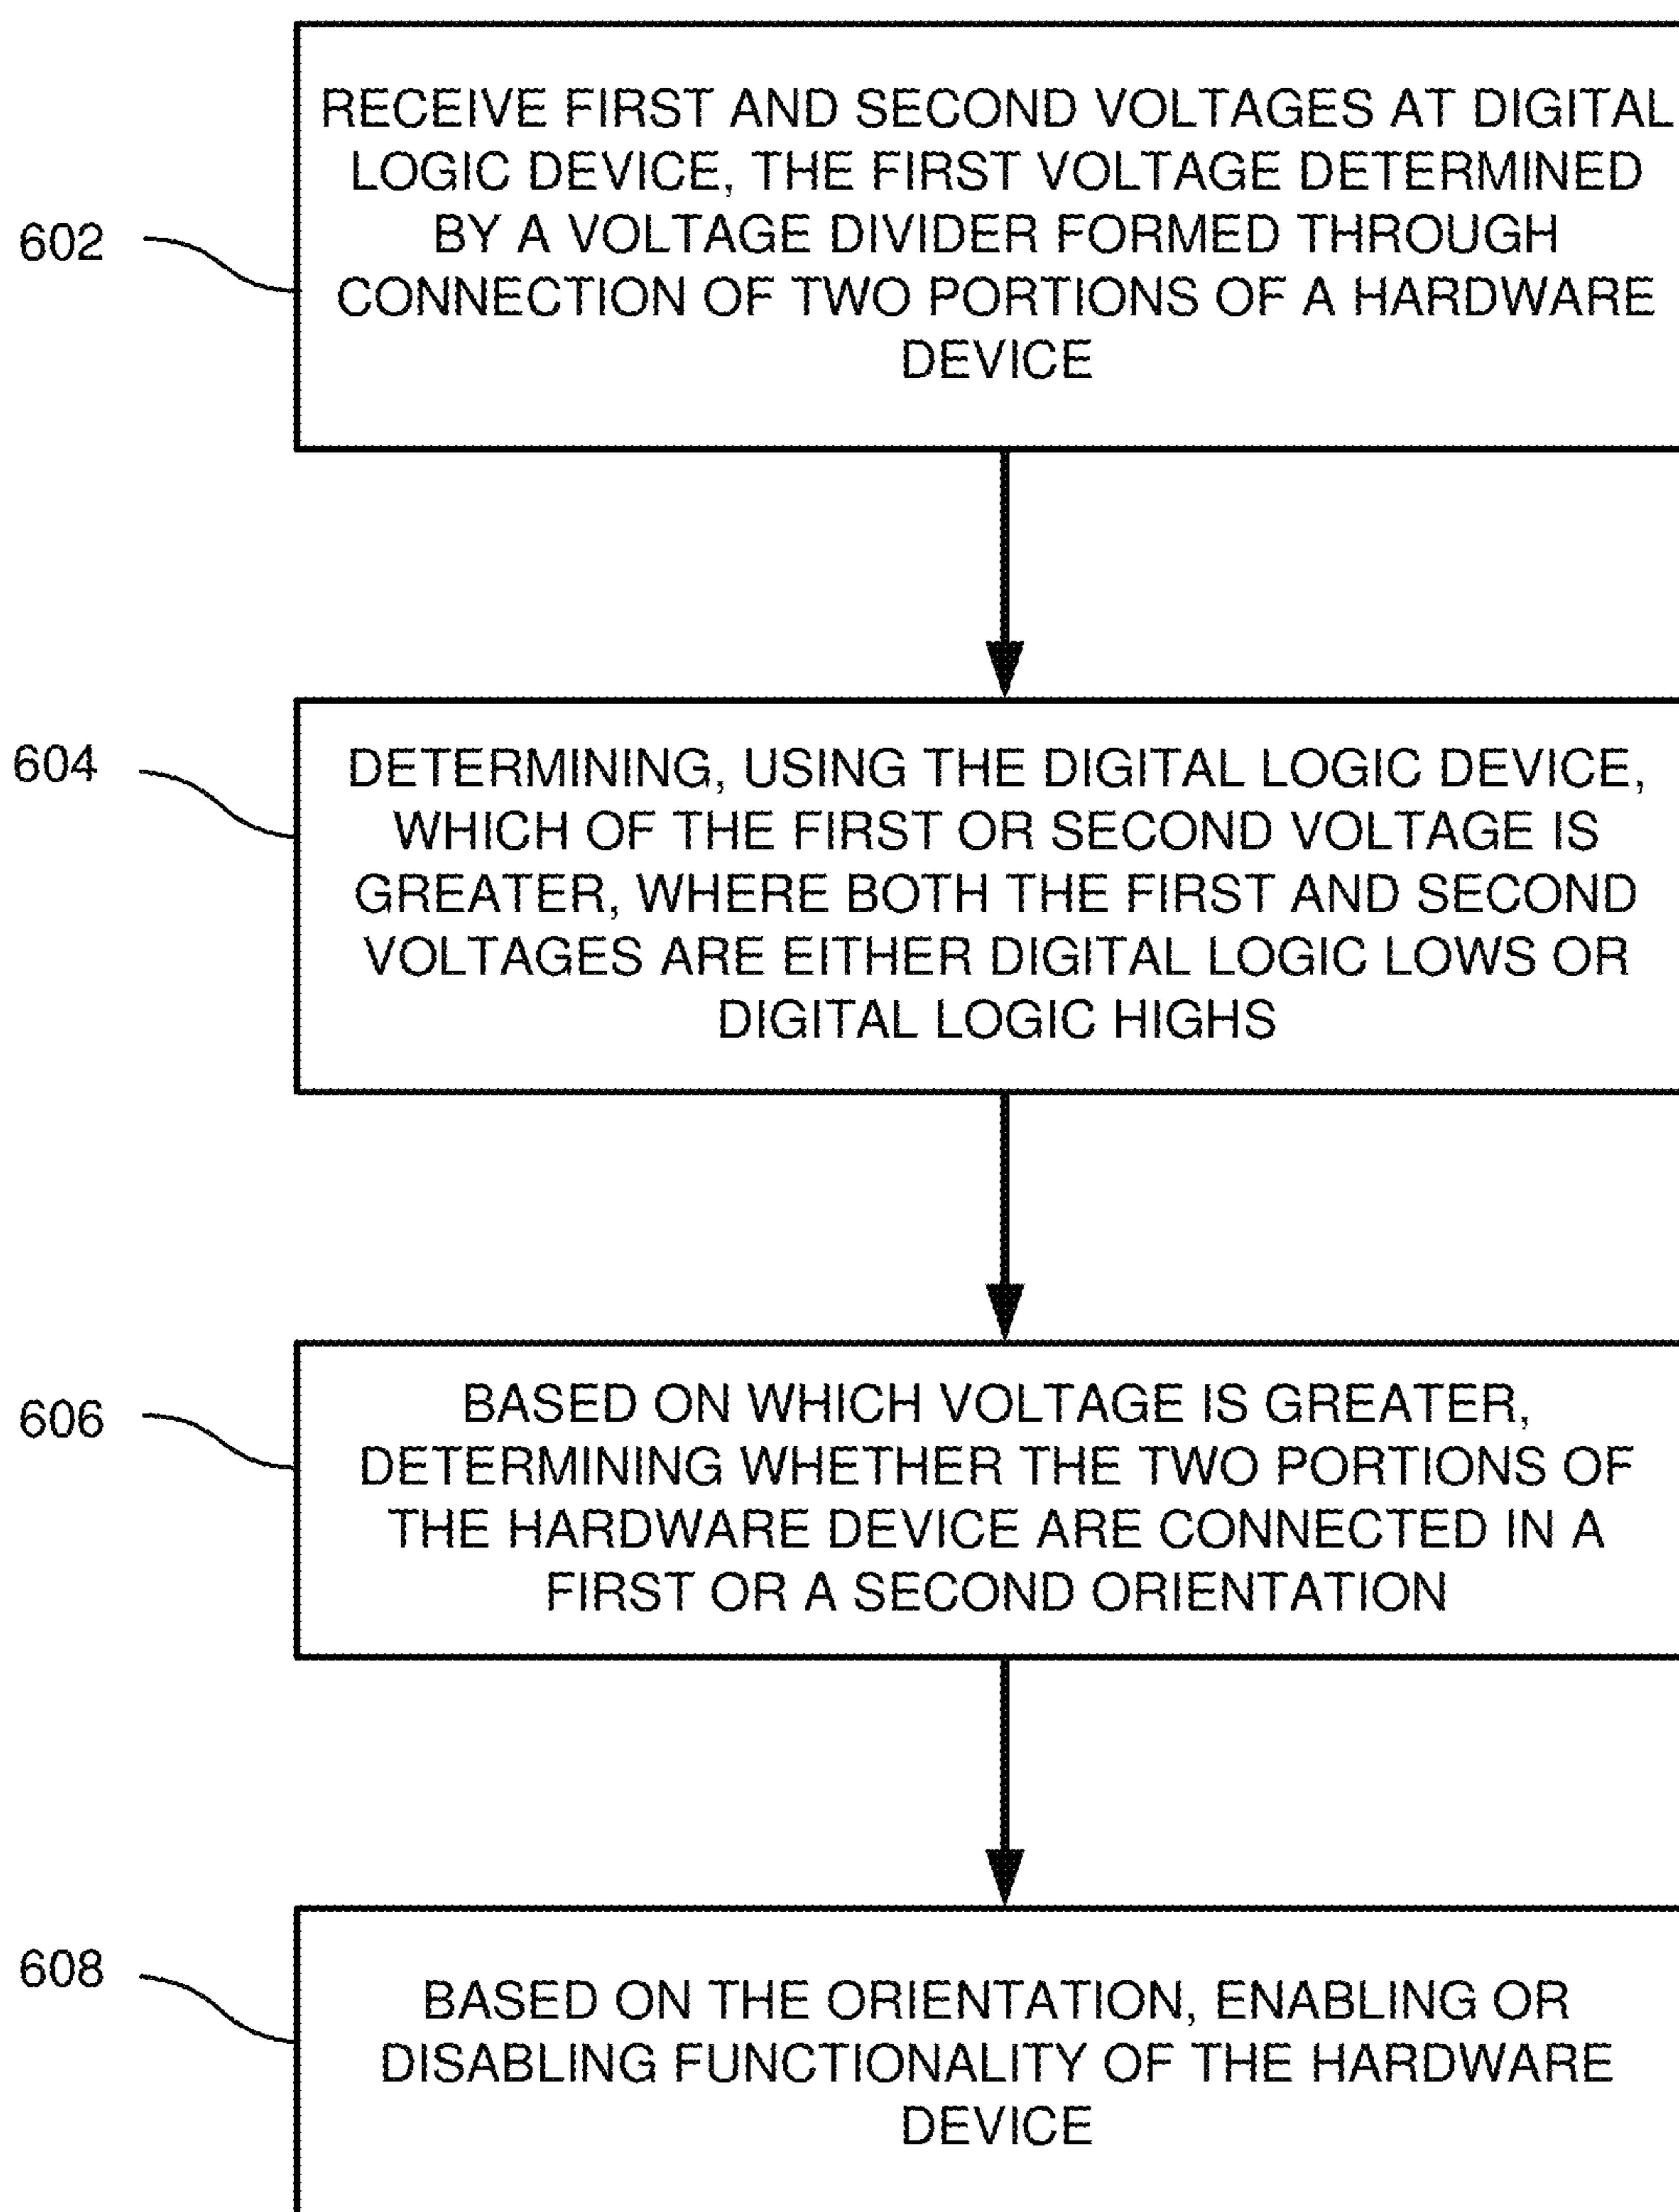 602
RECEIVE FIRST AND SECOND VOLTAGES AT DIGITAL
LOGIC DEVICE, THE FIRST VOLTAGE DETERMINED
BY A VOLTAGE DIVIDER FORMED THROUGH
CONNECTION OF TWO PORTIONS OF A HARDWARE
DEVICE
604
DETERMINING, USING THE DIGITAL LOGIC DEVICE,
WHICH OF THE FIRST OR SECOND VOLTAGE IS
GREATER, WHERE BOTH THE FIRST AND SECOND
VOLTAGES ARE EITHER DIGITAL LOGIC LOWS OR
DIGITAL LOGIC HIGHS
606
BASED ON WHICH VOLTAGE IS GREATER,
DETERMINING WHETHER THE TWO PORTIONS OF
THE HARDWARE DEVICE ARE CONNECTED IN A
FIRST OR A SECOND ORIENTATION
608
BASED ON THE ORIENTATION, ENABLING OR
DISABLING FUNCTIONALITY OF THE HARDWARE
DEVICE